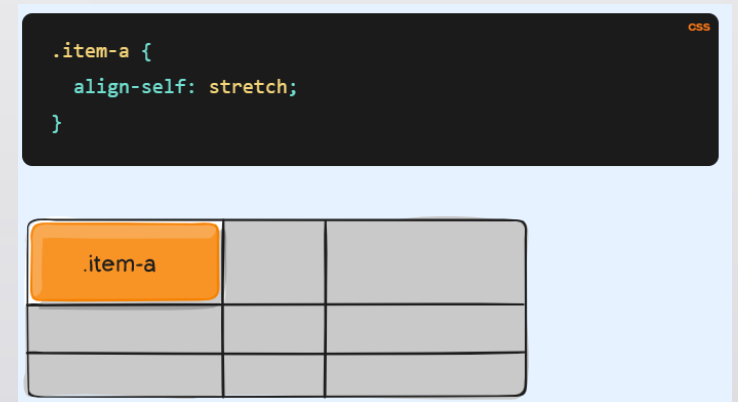 CSS
.item-a {
align-self: stretch;
}
.item-a